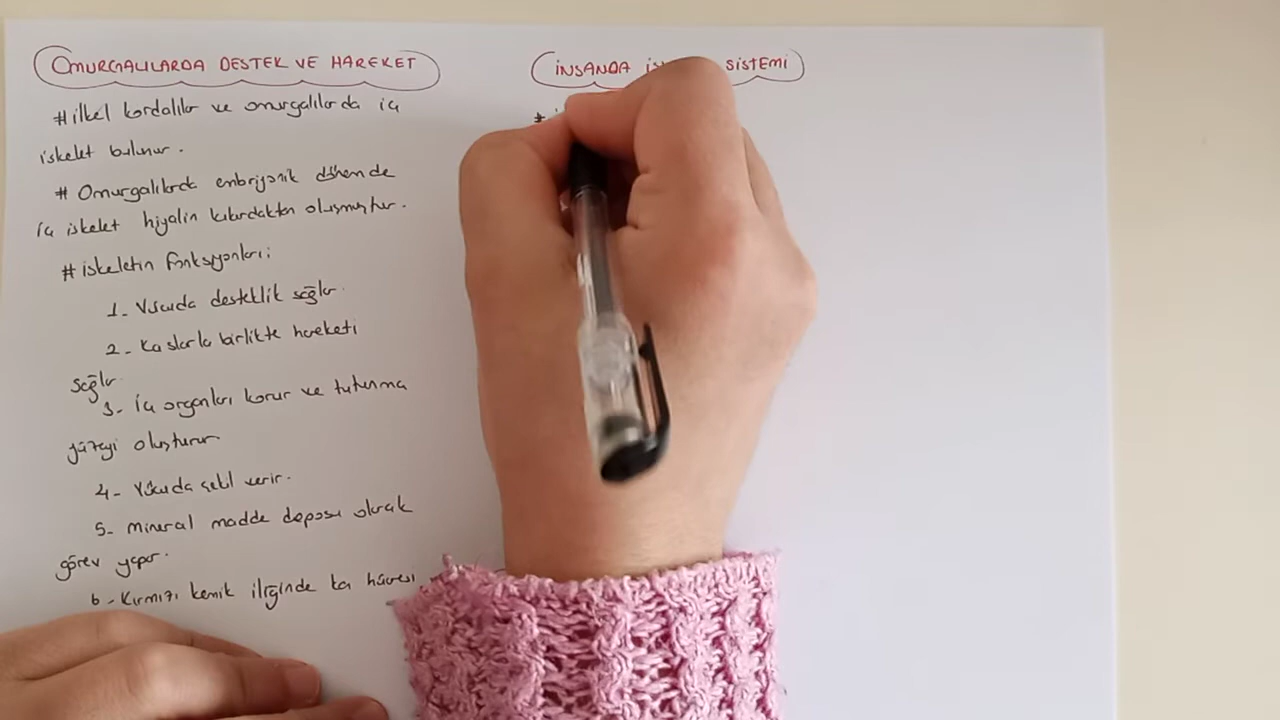 OMURGALILARDA DESTEK VE HAREKET
# ilkel kordalılar ve omurgalılarda iç
iskelet bulunur.
# Omurgalılarda embriyonik dönemde
iç iskelet hiyalin kıkırdaktan oluşmuştur.
# iskeletin fonksiyonları;
1- Vücuda desteklik sağlar.
2- Kaslarla birlikte hareketi
sağlar.
3- iç organları korur ve tutunma
yüzeyi oluşturur.
4- Vücuda şekil verir.
5- mineral madde deposu olarak
görev yapar.
6- Kırmızı kemik iliğinde kan hücresi
İNSANDA SİSTEMİ